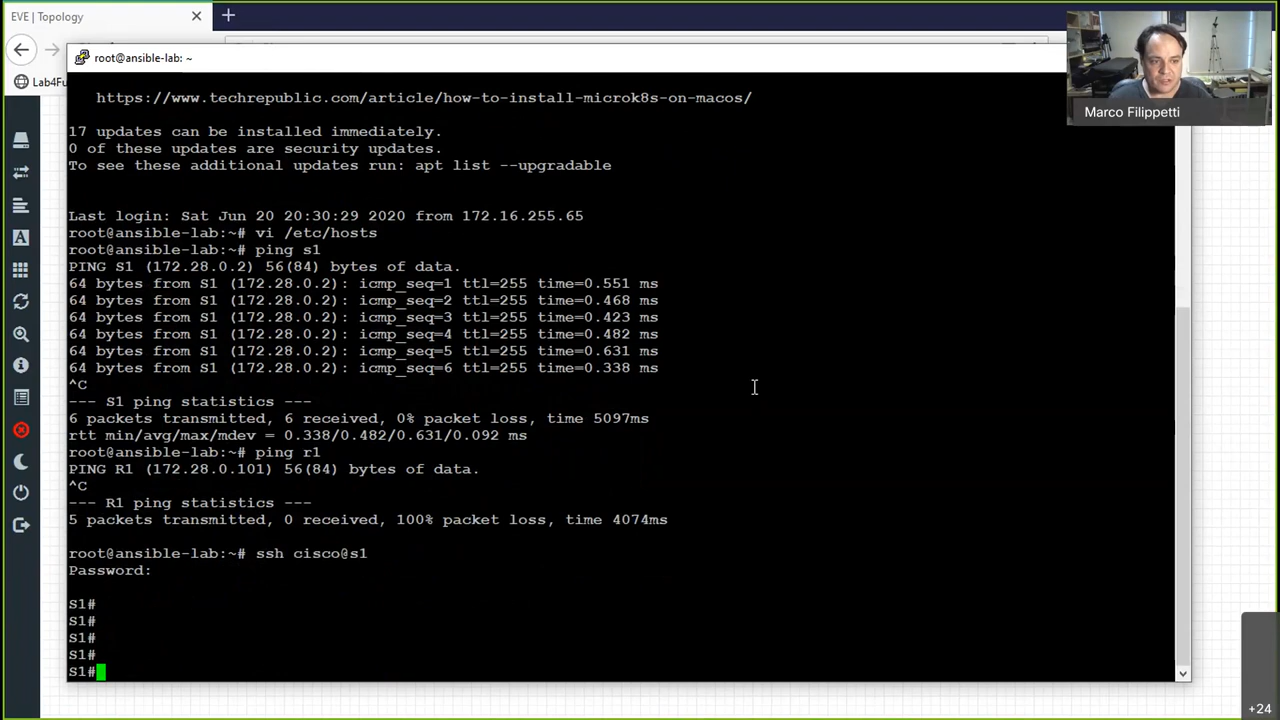 EVE | Topology
root@ansible-lab: ~
Marco Filippetti
https://www.techrepublic.com/article/how-to-install-microk8s-on-macos/
17 updates can be installed immediately.
0 of these updates are security updates.
To see these additional updates run: apt list --upgradable
Last login: Sat Jun 20 20:30:29 2020 from 172.16.255.65
root@ansible-lab:~# vi /etc/hosts
root@ansible-lab:~# ping s1
PING S1 (172.28.0.2) 56(84) bytes of data.
64 bytes from S1 (172.28.0.2): icmp_seq=1 ttl=255 time=0.551 ms
64 bytes from S1 (172.28.0.2): icmp_seq=2 ttl=255 time=0.468 ms
64 bytes from S1 (172.28.0.2): icmp_seq=3 ttl=255 time=0.423 ms
64 bytes from S1 (172.28.0.2): icmp_seq=4 ttl=255 time=0.482 ms
64 bytes from S1 (172.28.0.2): icmp_seq=5 ttl=255 time=0.631 ms
64 bytes from S1 (172.28.0.2): icmp_seq=6 ttl=255 time=0.338 ms
^C
--- S1 ping statistics ---
6 packets transmitted, 6 received, 0% packet loss, time 5097ms
rtt min/avg/max/mdev = 0.338/0.482/0.631/0.092 ms
root@ansible-lab:~# ping r1
PING R1 (172.28.0.101) 56(84) bytes of data.
^C
--- R1 ping statistics ---
5 packets transmitted, 0 received, 100% packet loss, time 4074ms
root@ansible-lab:~# ssh cisco@s1
Password:
S1#
S1#
S1#
S1#
S1#
+24